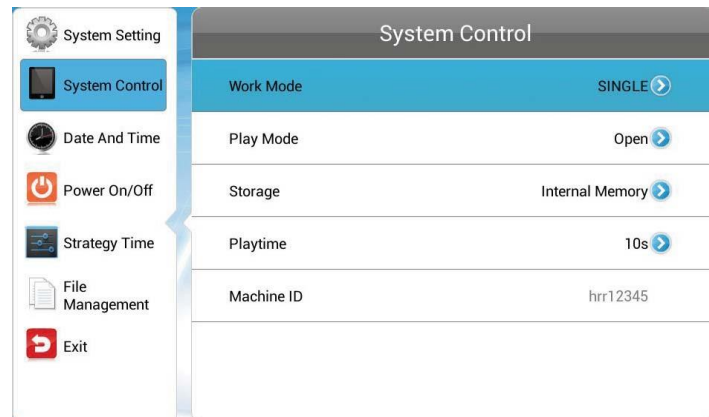 System Setting
System Control
Date And Time
Power On/Off
Strategy Time
File
Management
Exit
System Control
Work Mode SINGLE
Play Mode Open
Storage Internal Memory
Playtime 10s
Machine ID hrr12345